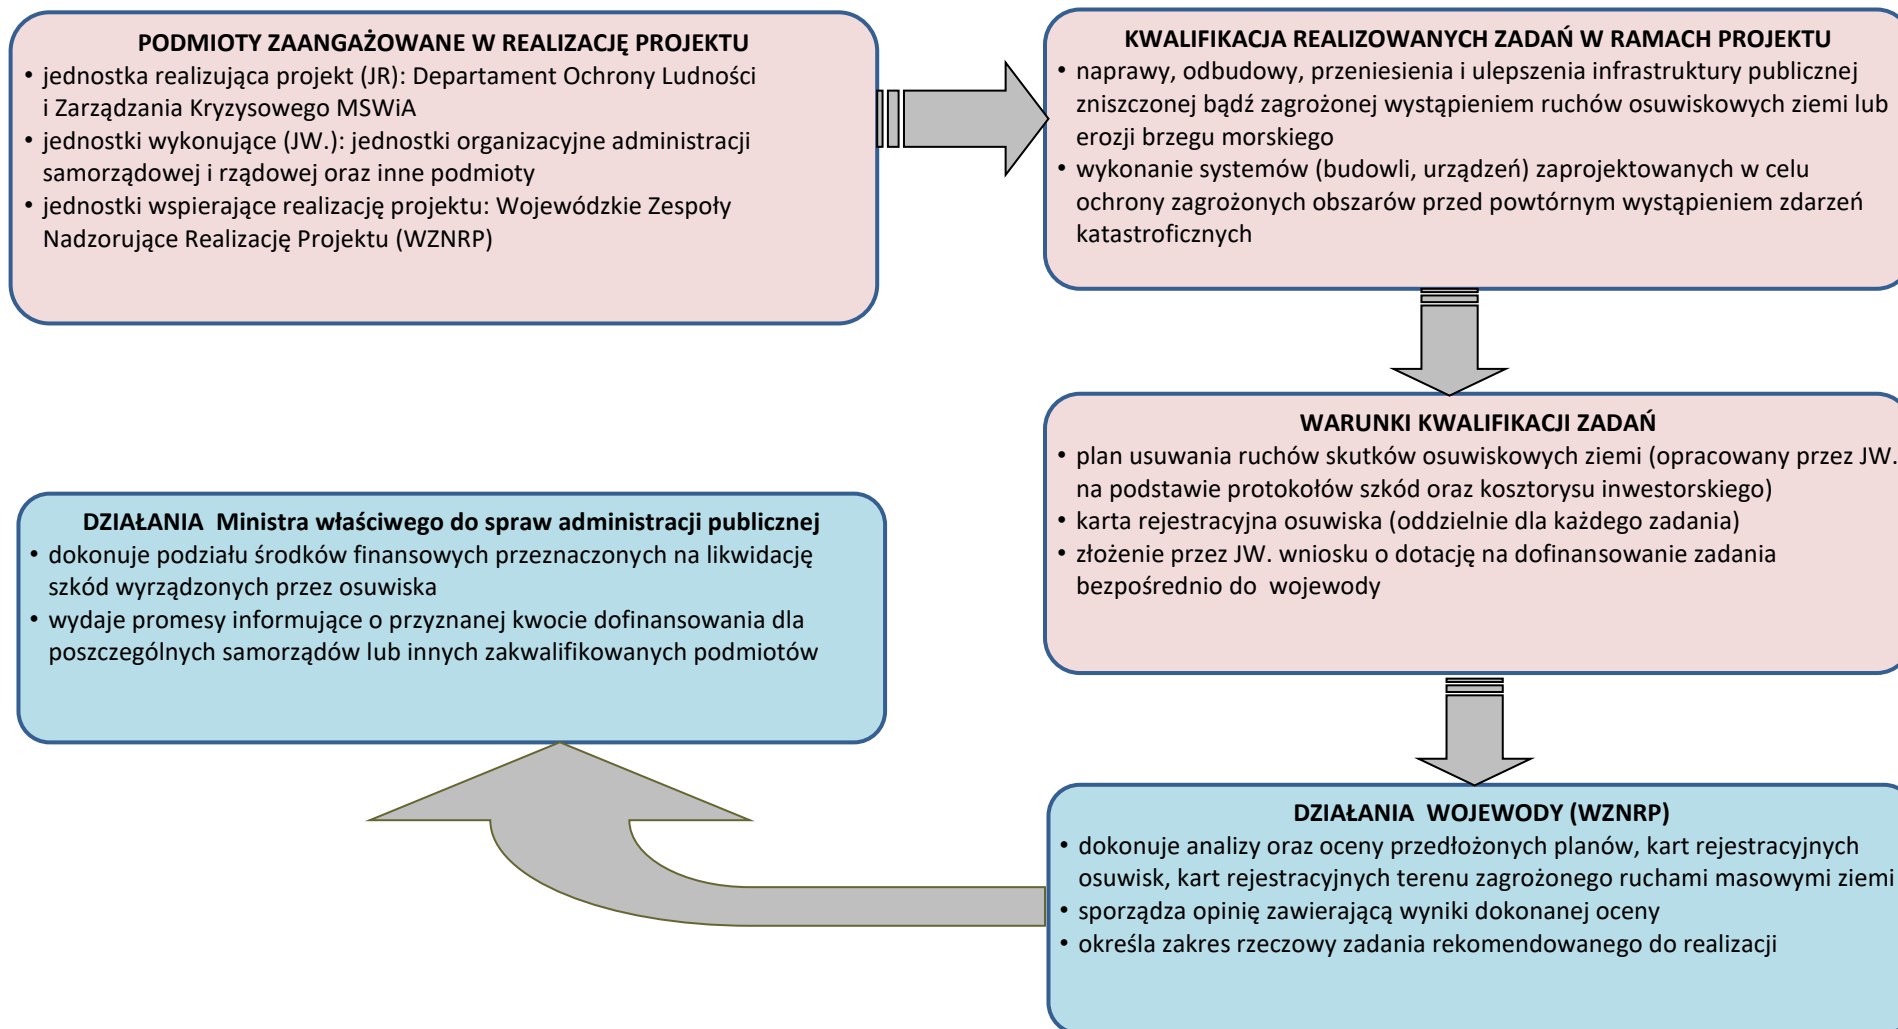 PODMIOTY ZAANGAŻOWANE W REALIZACJĘ PROJEKTU
• jednostka realizująca projekt (JR): Departament Ochrony Ludności
i Zarządzania Kryzysowego MSWiA
• jednostki wykonujące (JW.): jednostki organizacyjne administracji
samorządowej i rządowej oraz inne podmioty
• jednostki wspierające realizację projektu: Wojewódzkie Zespoły
Nadzorujące Realizację Projektu (WZNRP)
KWALIFIKACJA REALIZOWANYCH ZADAŃ W RAMACH PROJEKTU
• naprawy, odbudowy, przeniesienia i ulepszenia infrastruktury publicznej
zniszczonej bądź zagrożonej wystąpieniem ruchów osuwiskowych ziemi lub
erozji brzegu morskiego
• wykonanie systemów (budowli, urządzeń) zaprojektowanych w celu
ochrony zagrożonych obszarów przed powtórnym wystąpieniem zdarzeń
katastroficznych
WARUNKI KWALIFIKACJI ZADAŃ
• plan usuwania ruchów skutków osuwiskowych ziemi (opracowany przez JW.
na podstawie protokołów szkód oraz kosztorysu inwestorskiego)
• karta rejestracyjna osuwiska (oddzielnie dla każdego zadania)
• złożenie przez JW. wniosku o dotację na dofinansowanie zadania
bezpośrednio do wojewody
DZIAŁANIA WOJEWODY (WZNRP)
• dokonuje analizy oraz oceny przedłożonych planów, kart rejestracyjnych
osuwisk, kart rejestracyjnych terenu zagrożonego ruchami masowymi ziemi
• sporządza opinię zawierającą wyniki dokonanej oceny
• określa zakres rzeczowy zadania rekomendowanego do realizacji
DZIAŁANIA Ministra właściwego do spraw administracji publicznej
• dokonuje podziału środków finansowych przeznaczonych na likwidację
szkód wyrządzonych przez osuwiska
• wydaje promesy informujące o przyznanej kwocie dofinansowania dla
poszczególnych samorządów lub innych zakwalifikowanych podmiotów